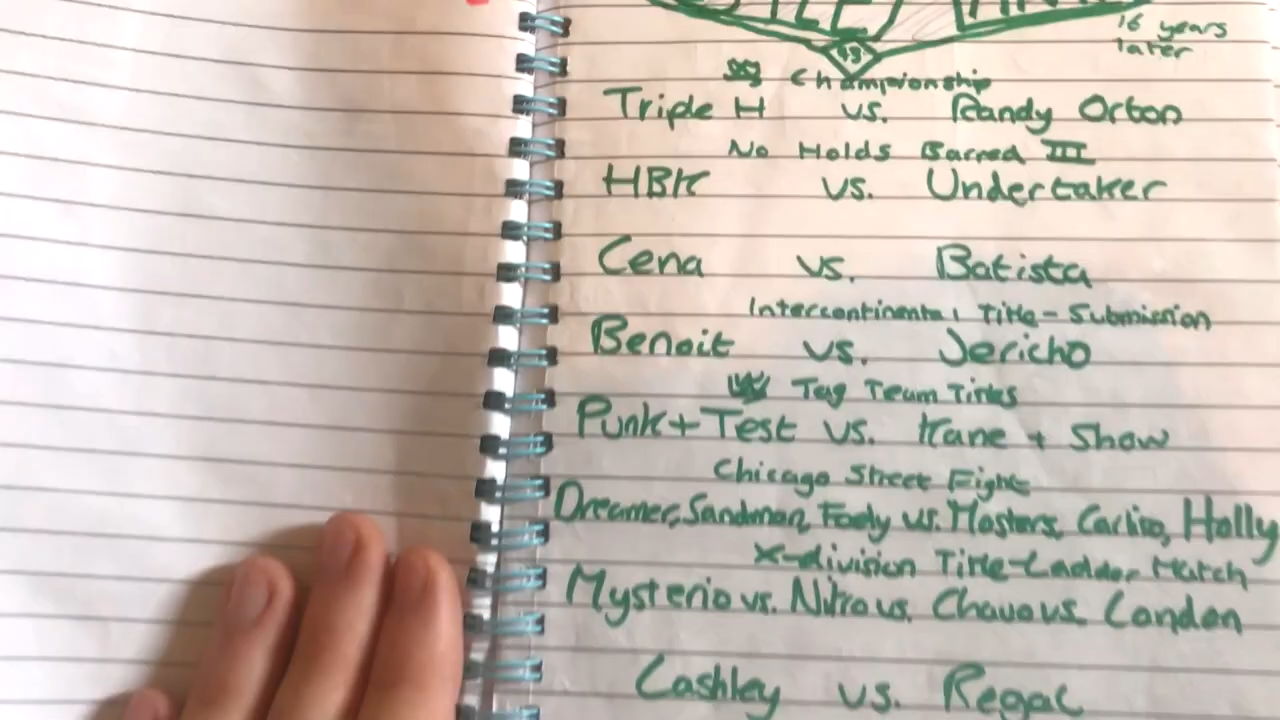 16 years
later
Championship
Triple H vs. Randy Orton
No Holds Barred III
HBK vs. Undertaker
Cena vs. Batista
Intercontinental Title - Submission
Benoit vs. Jericho
Tag Team Titles
Punk + Test vs. Kane + Show
Chicago Street Fight
Dreamer, Sandman, Foely vs. Masters, Carlito, Holly
X-division Title-Ladder Match
Mysterio vs. Nitro vs. Chavo vs. London
Lashley vs. Regal